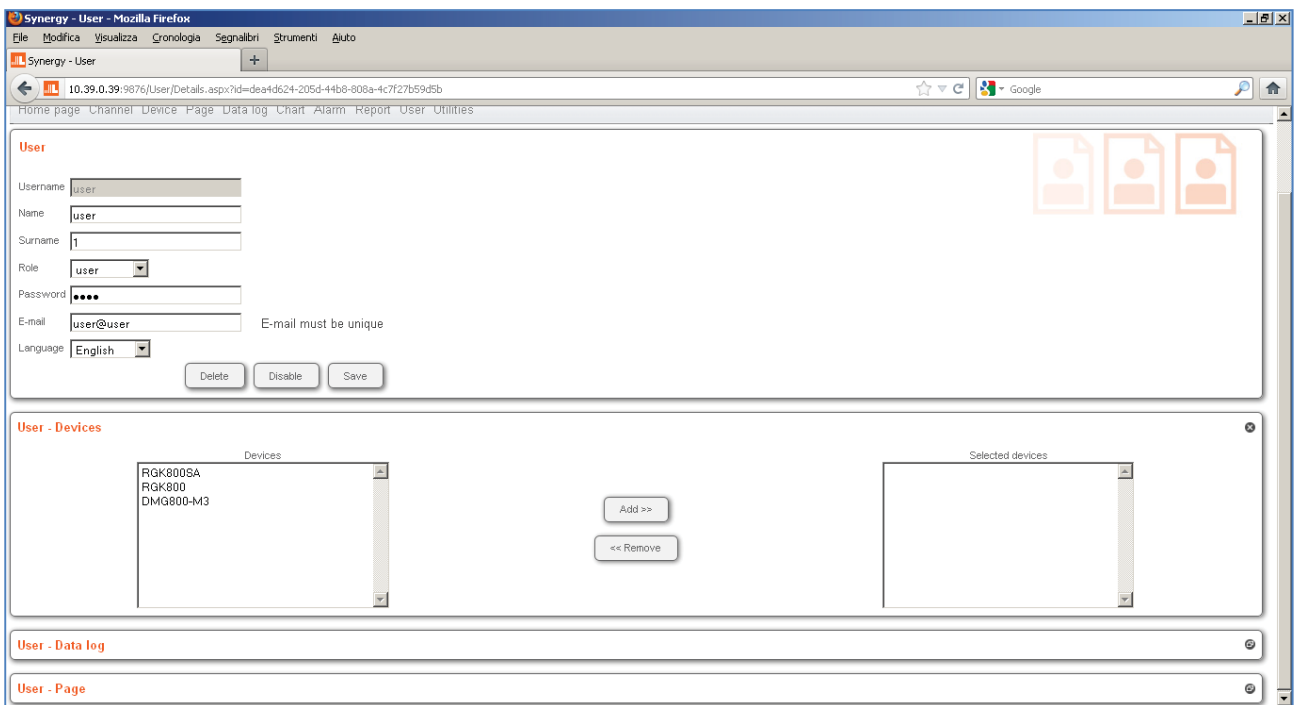 Synergy - User - Mozilla Firefox
File Modifica Visualizza Cronologia Segnalibri Strumenti Aiuto
Synergy - User +
10.39.0.39:9876/User/Details.aspx?id=dea4d624-205d-44b8-808a-4c7f27b59d5b Google
Home page Channel Device Page Data log Chart Alarm Report User Utilities
User
Username user
Name user
Surname 1
Role user
Password ••••
E-mail user@user E-mail must be unique
Language English
Delete Disable Save
User - Devices
Devices Selected devices
RGK800SA
RGK800
DMG800-M3
Add >>
<< Remove
User - Data log
User - Page